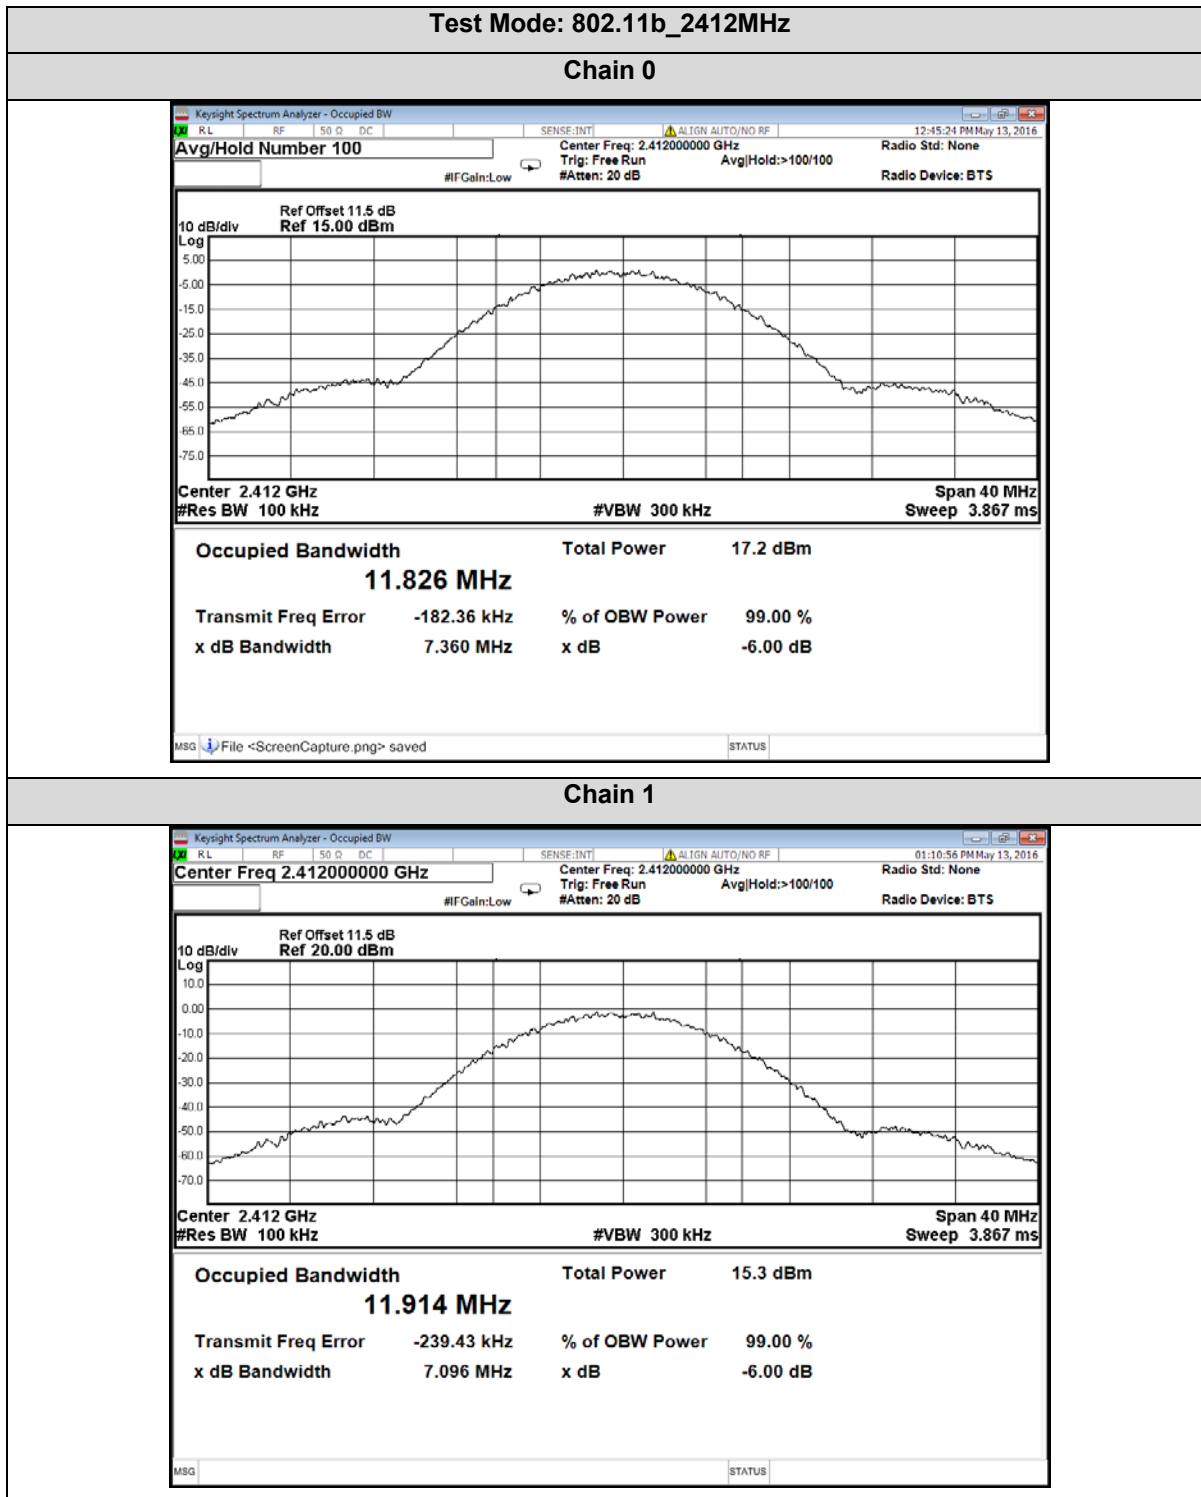 Test Mode: 802.11b_2412MHz
Chain 0
Keysight Spectrum Analyzer - Occupied BW
LXI RL RF 50 Ω DC SENSE:INT ALIGN AUTO/NO RF 12:45:24 PM May 13, 2016
Avg/Hold Number 100 Center Freq: 2.412000000 GHz Radio Std: None
Trig: Free Run Avg|Hold:>100/100
#IFGain:Low #Atten: 20 dB Radio Device: BTS
Ref Offset 11.5 dB
10 dB/div Ref 15.00 dBm
Log
5.00
-5.00
-15.0
-25.0
-35.0
-45.0
-55.0
-65.0
-75.0
Center 2.412 GHz Span 40 MHz
#Res BW 100 kHz #VBW 300 kHz Sweep 3.867 ms
Occupied Bandwidth Total Power 17.2 dBm
11.826 MHz
Transmit Freq Error -182.36 kHz % of OBW Power 99.00 %
x dB Bandwidth 7.360 MHz x dB -6.00 dB
MSG File <ScreenCapture.png> saved STATUS
Chain 1
Keysight Spectrum Analyzer - Occupied BW
LXI RL RF 50 Ω DC SENSE:INT ALIGN AUTO/NO RF 01:10:56 PM May 13, 2016
Center Freq 2.412000000 GHz Center Freq: 2.412000000 GHz Radio Std: None
Trig: Free Run Avg|Hold:>100/100
#IFGain:Low #Atten: 20 dB Radio Device: BTS
Ref Offset 11.5 dB
10 dB/div Ref 20.00 dBm
Log
10.0
0.00
-10.0
-20.0
-30.0
-40.0
-50.0
-60.0
-70.0
Center 2.412 GHz Span 40 MHz
#Res BW 100 kHz #VBW 300 kHz Sweep 3.867 ms
Occupied Bandwidth Total Power 15.3 dBm
11.914 MHz
Transmit Freq Error -239.43 kHz % of OBW Power 99.00 %
x dB Bandwidth 7.096 MHz x dB -6.00 dB
MSG STATUS